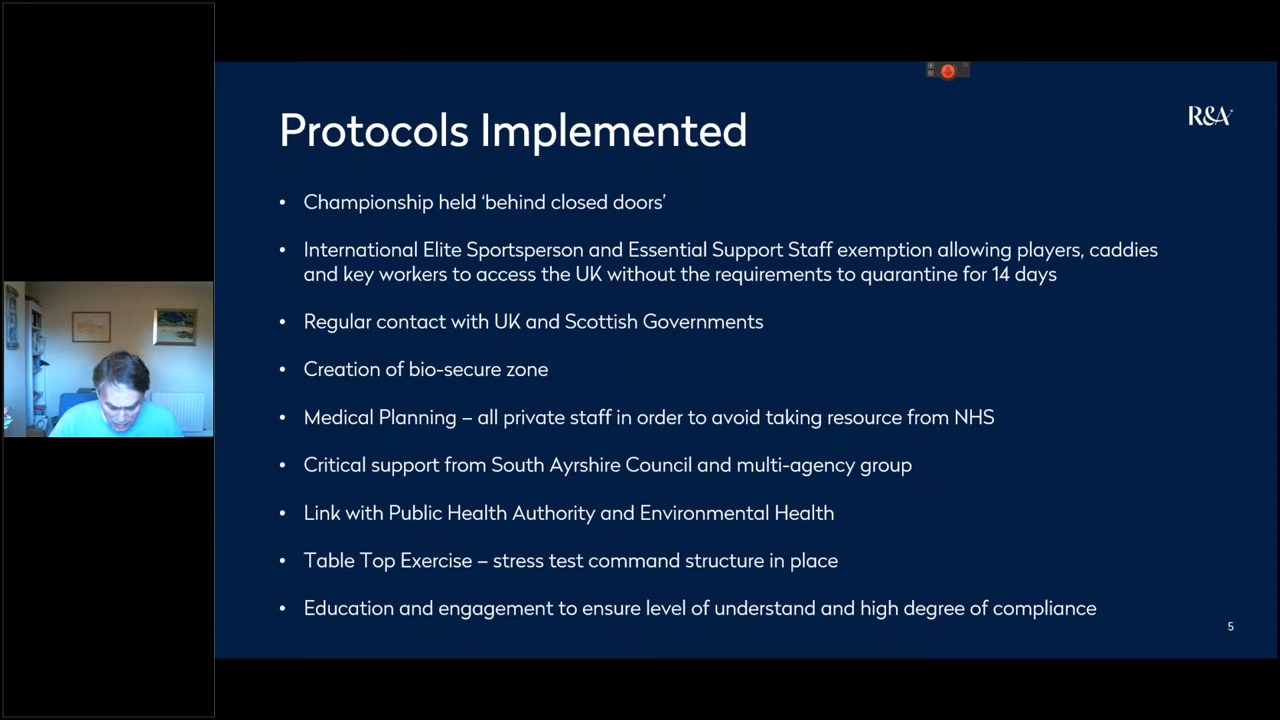 Protocols Implemented
R&A
• Championship held ‘behind closed doors’
• International Elite Sportsperson and Essential Support Staff exemption allowing players, caddies
and key workers to access the UK without the requirements to quarantine for 14 days
• Regular contact with UK and Scottish Governments
• Creation of bio-secure zone
• Medical Planning – all private staff in order to avoid taking resource from NHS
• Critical support from South Ayrshire Council and multi-agency group
• Link with Public Health Authority and Environmental Health
• Table Top Exercise – stress test command structure in place
• Education and engagement to ensure level of understand and high degree of compliance
5